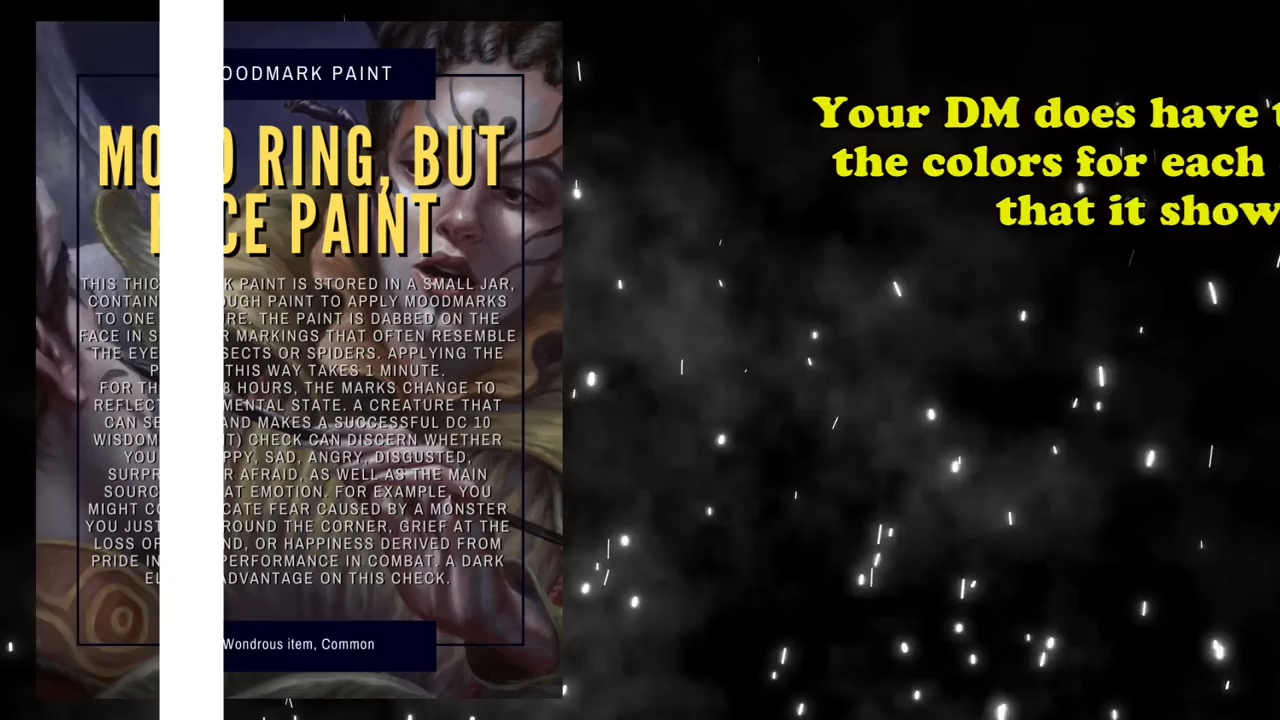 OODMARK PAINT
MO D RING, BUT
F CE PAINT
THIS THIC K PAINT IS STORED IN A SMALL JAR,
CONTAIN OUGH PAINT TO APPLY MOODMARKS
TO ONE RE. THE PAINT IS DABBED ON THE
FACE IN S R MARKINGS THAT OFTEN RESEMBLE
THE EYE SECTS OR SPIDERS. APPLYING THE
P THIS WAY TAKES 1 MINUTE.
FOR TH 8 HOURS, THE MARKS CHANGE TO
REFLECT MENTAL STATE. A CREATURE THAT
CAN SE AND MAKES A SUCCESSFUL DC 10
WISDOM T) CHECK CAN DISCERN WHETHER
YOU PPY, SAD, ANGRY, DISGUSTED,
SURPR R AFRAID, AS WELL AS THE MAIN
SOURC AT EMOTION. FOR EXAMPLE, YOU
MIGHT CO CATE FEAR CAUSED BY A MONSTER
YOU JUST ROUND THE CORNER, GRIEF AT THE
LOSS OF ND, OR HAPPINESS DERIVED FROM
PRIDE IN PERFORMANCE IN COMBAT. A DARK
EL ADVANTAGE ON THIS CHECK.
Wondrous item, Common
Your DM does have t
the colors for each
that it show